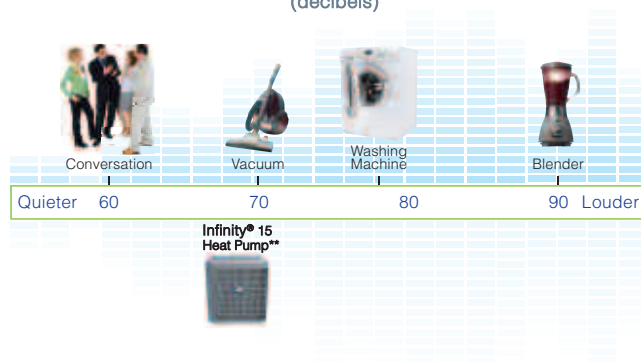 (decibels)
Conversation
Vacuum
Washing
Machine
Blender
Quieter 60 70 80 90 Louder
Infinity® 15
Heat Pump**